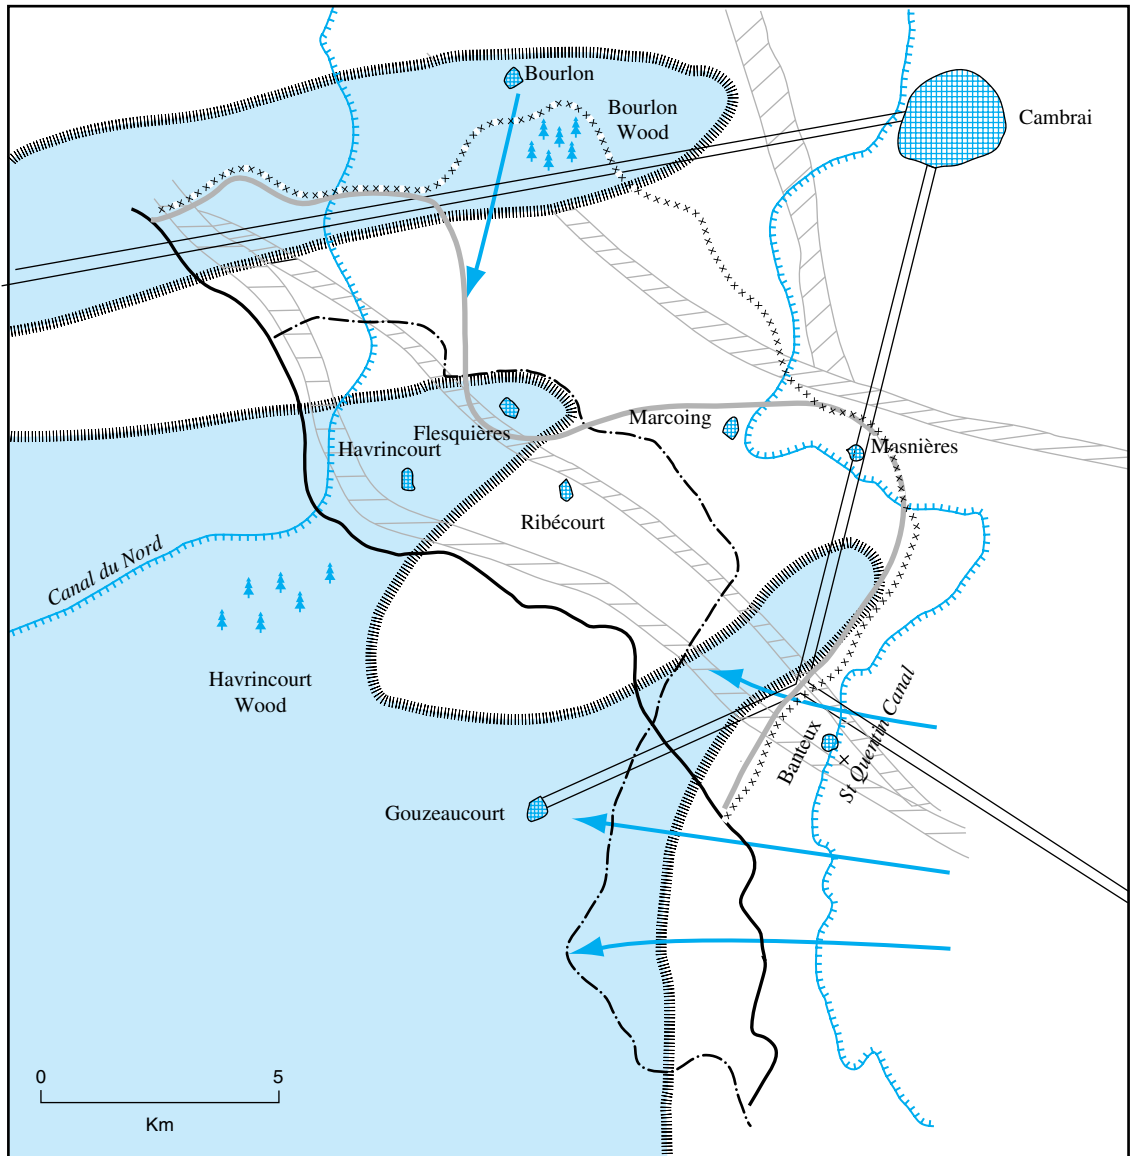 Bourlon
Bourlon
Wood
Cambrai
Marcoing
Flesquières
Havrincourt
Masnières
Ribécourt
Canal du Nord
Havrincourt
Wood
Banteux
St Quentin Canal
Gouzeaucourt
0 5
Km